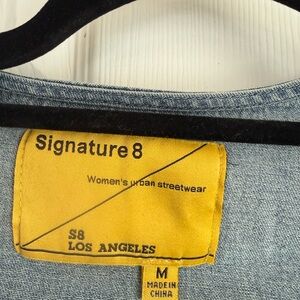 Signature 8
Women's urban streetwear
S8
LOS ANGELES
M
MADE IN
CHINA